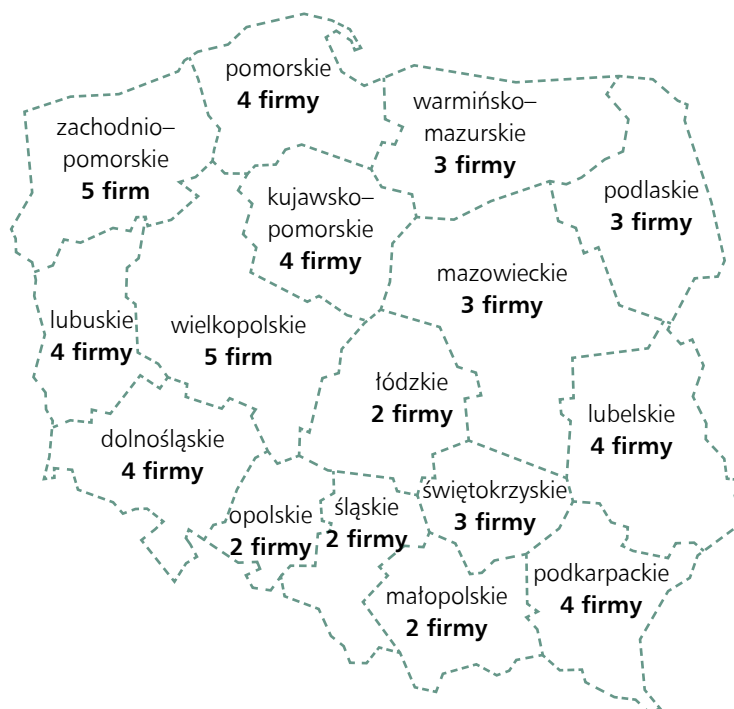 pomorskie
4 firmy
warmińsko–
mazurskie
3 firmy
zachodnio–
pomorskie
5 firm
podlaskie
3 firmy
kujawsko–
pomorskie
4 firmy
mazowieckie
3 firmy
lubuskie
4 firmy
wielkopolskie
5 firm
łódzkie
2 firmy
lubelskie
4 firmy
dolnośląskie
4 firmy
opolskie
2 firmy
śląskie
2 firmy
świętokrzyskie
3 firmy
podkarpackie
4 firmy
małopolskie
2 firmy